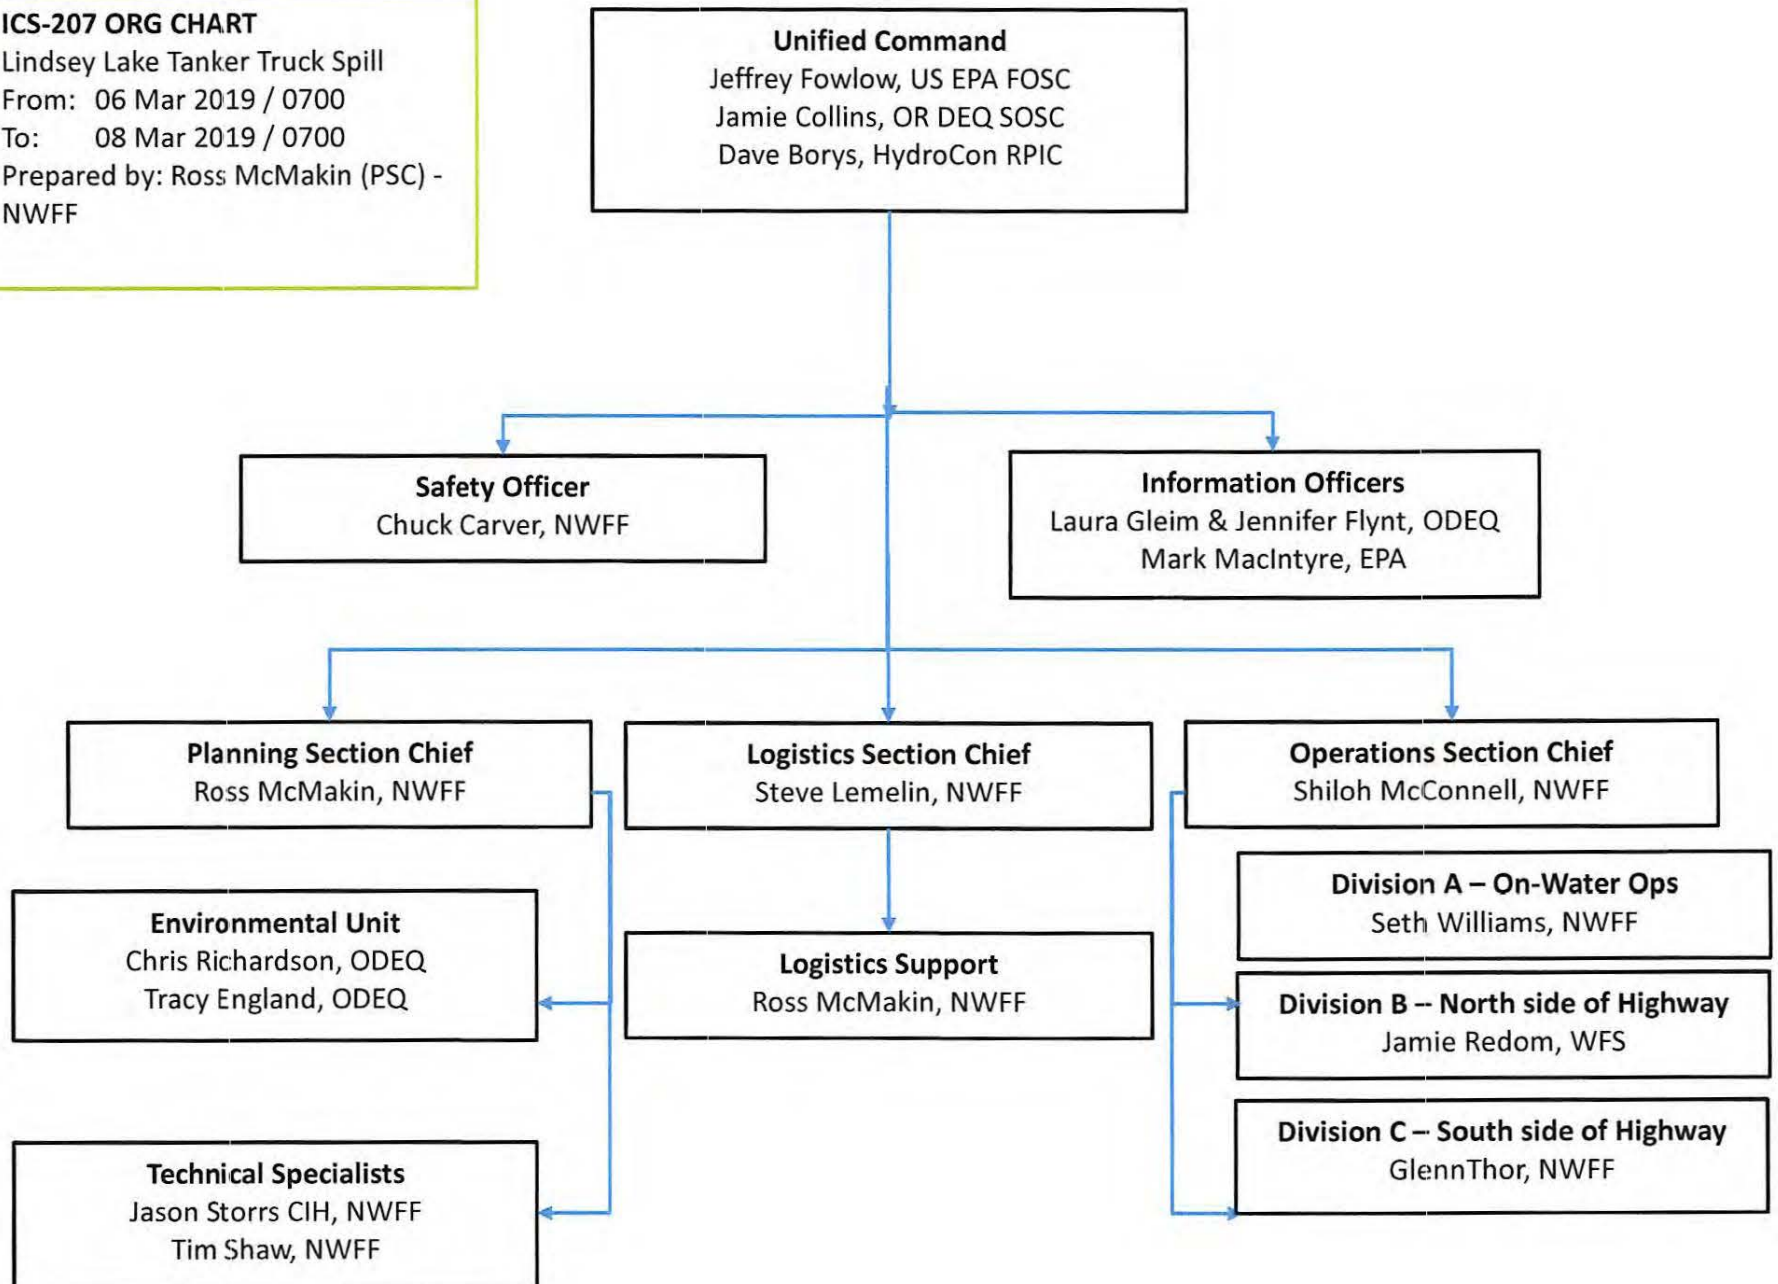 ICS-207 ORG CHART
Lindsey Lake Tanker Truck Spill
From: 06 Mar 2019 / 0700
To: 08 Mar 2019 / 0700
Prepared by: Ross McMakin (PSC) -
NWFF
Unified Command
Jeffrey Fowlow, US EPA FOSC
Jamie Collins, OR DEQ SOSC
Dave Borys, HydroCon RPIC
Safety Officer
Chuck Carver, NWFF
Information Officers
Laura Gleim & Jennifer Flynt, ODEQ
Mark MacIntyre, EPA
Planning Section Chief
Ross McMakin, NWFF
Logistics Section Chief
Steve Lemelin, NWFF
Operations Section Chief
Shiloh McConnell, NWFF
Environmental Unit
Chris Richardson, ODEQ
Tracy England, ODEQ
Technical Specialists
Jason Storrs CIH, NWFF
Tim Shaw, NWFF
Logistics Support
Ross McMakin, NWFF
Division A – On-Water Ops
Seth Williams, NWFF
Division B – North side of Highway
Jamie Redom, WFS
Division C – South side of Highway
GlennThor, NWFF